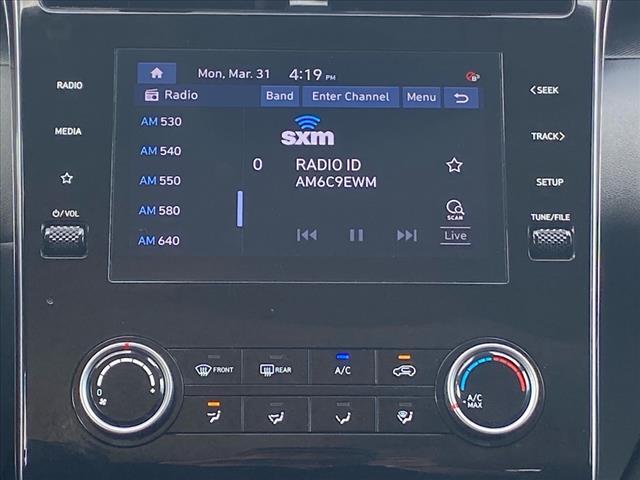 Mon, Mar. 31 4:19 PM
RADIO
Radio Band Enter Channel Menu
<SEEK
AM 530
sxm
MEDIA
TRACK>
AM 540
0 RADIO ID
AM 550
AM6C9EWM
SETUP
AM 580
SCAN
/VOL
TUNE/FILE
AM 640
Live
FRONT
REAR
A/C
0
+
A/C
MAX